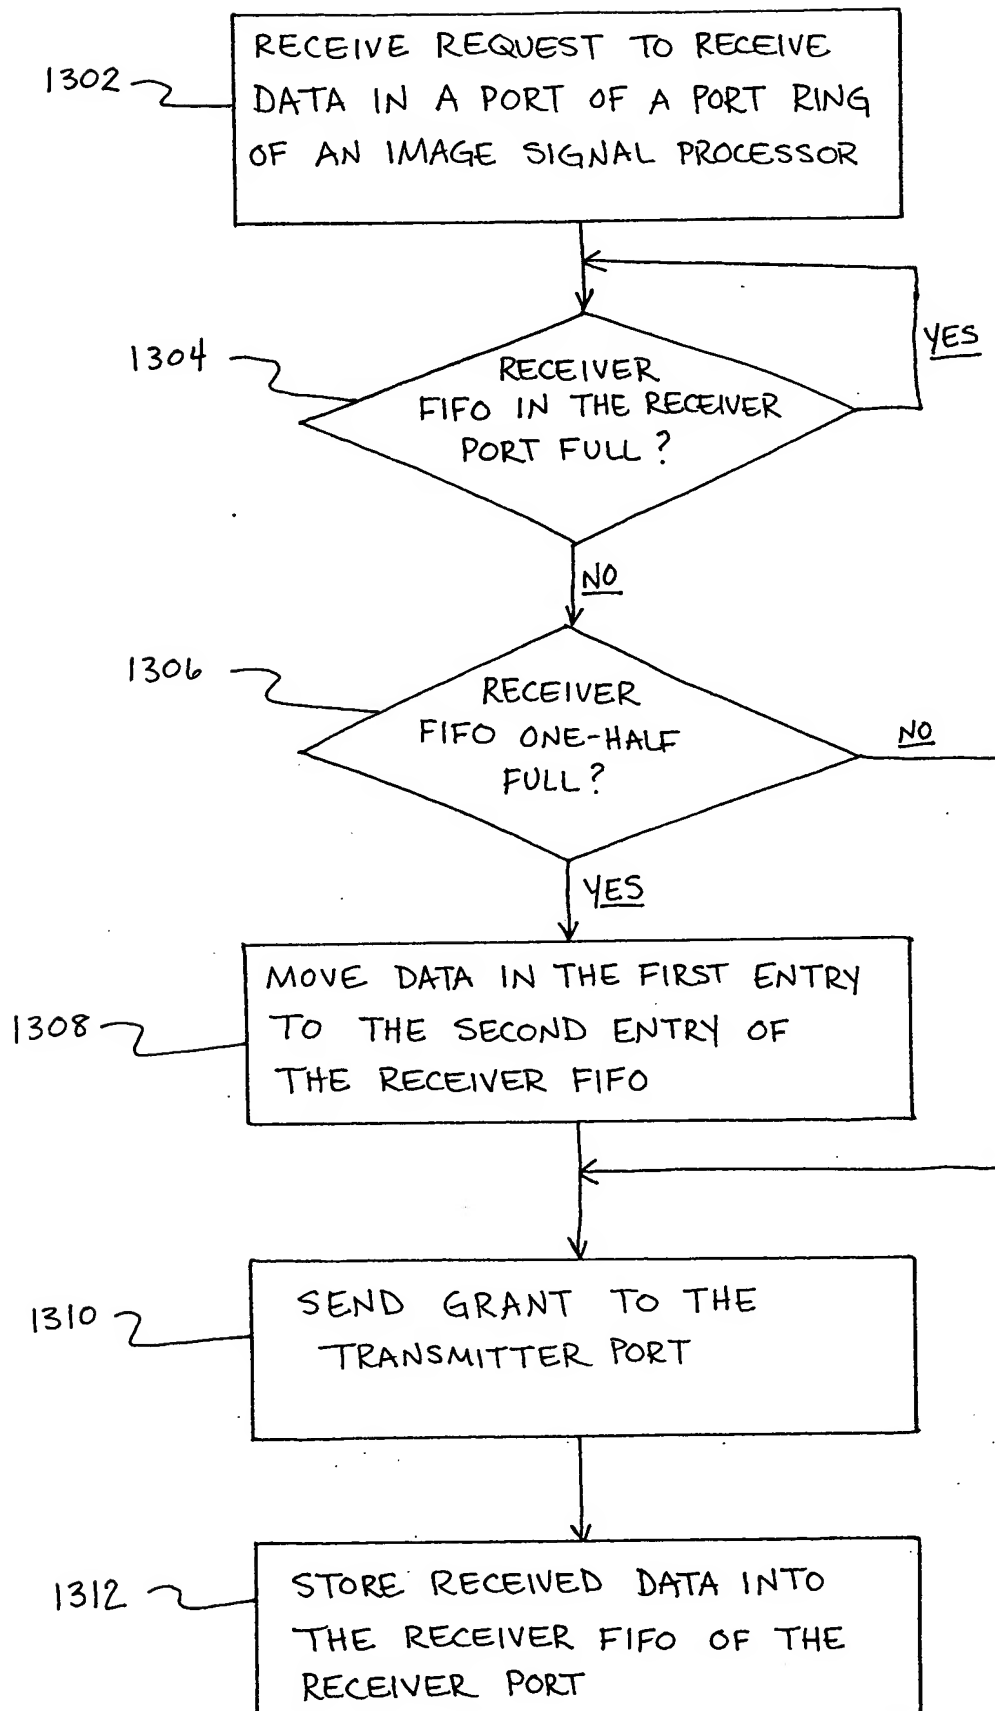 1302
RECEIVE REQUEST TO RECEIVE
DATA IN A PORT OF A PORT RING
OF AN IMAGE SIGNAL PROCESSOR
1304
RECEIVER
FIFO IN THE RECEIVER
PORT FULL?
YES
NO
1306
RECEIVER
FIFO ONE-HALF
FULL?
NO
YES
1308
MOVE DATA IN THE FIRST ENTRY
TO THE SECOND ENTRY OF
THE RECEIVER FIFO
1310
SEND GRANT TO THE
TRANSMITTER PORT
1312
STORE RECEIVED DATA INTO
THE RECEIVER FIFO OF THE
RECEIVER PORT